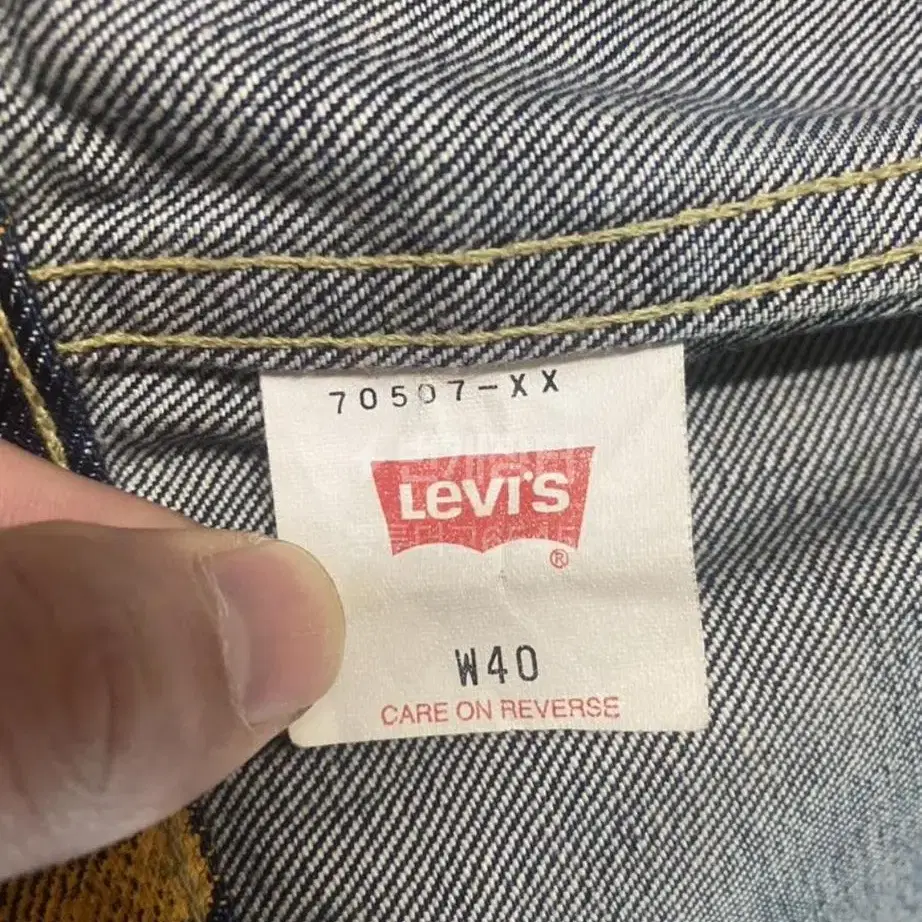 70507-XX
Levi's
®
W40
CARE ON REVERSE